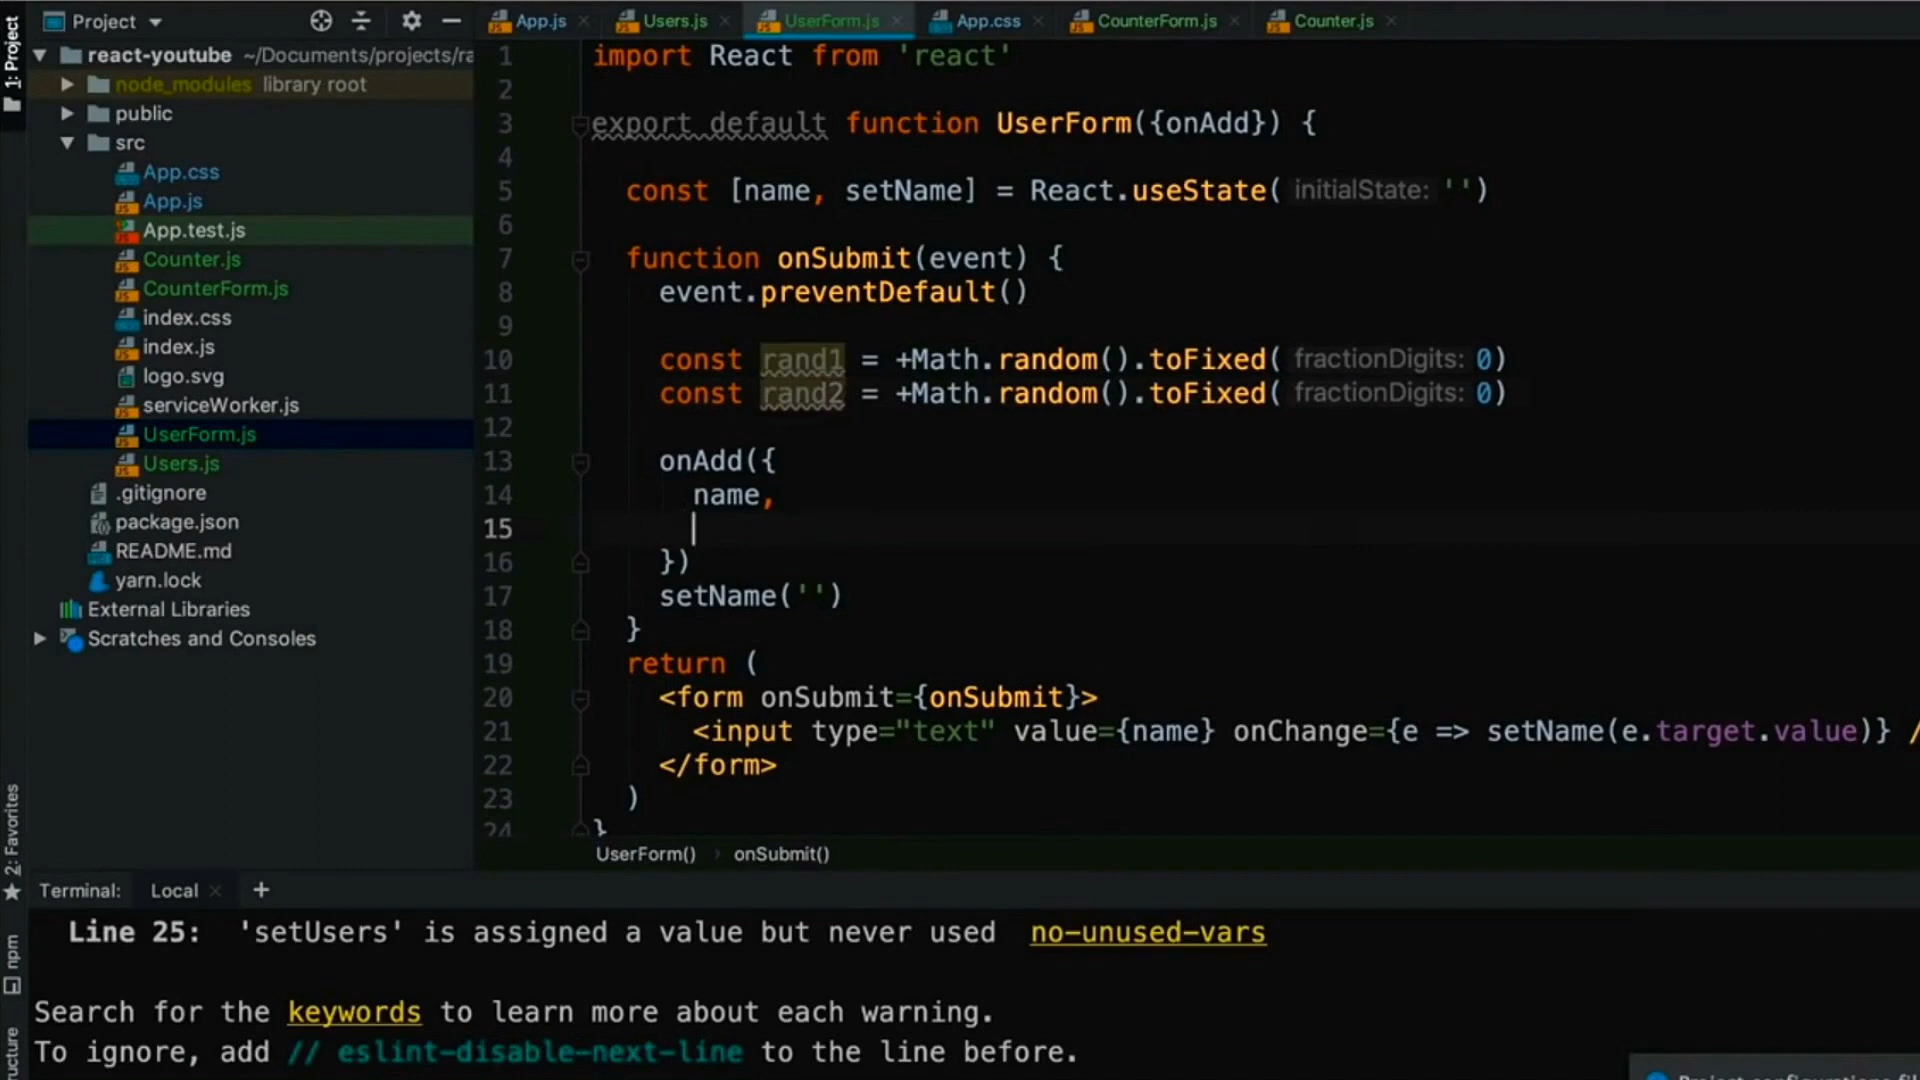 1: Project
Project
react-youtube ~/Documents/projects/ra
node_modules library root
public
src
App.css
App.js
App.test.js
Counter.js
CounterForm.js
index.css
index.js
logo.svg
serviceWorker.js
UserForm.js
Users.js
.gitignore
package.json
README.md
yarn.lock
External Libraries
Scratches and Consoles
2: Favorites
npm
ructure
App.js
Users.js
UserForm.js
App.css
CounterForm.js
Counter.js
1 import React from 'react'
2
3 export default function UserForm({onAdd}) {
4
5 const [name, setName] = React.useState( initialState: '')
6
7 function onSubmit(event) {
8 event.preventDefault()
9
10 const rand1 = +Math.random().toFixed( fractionDigits: 0)
11 const rand2 = +Math.random().toFixed( fractionDigits: 0)
12
13 onAdd({
14 name,
15
16 })
17 setName('')
18 }
19 return (
20 <form onSubmit={onSubmit}>
21 <input type="text" value={name} onChange={e => setName(e.target.value)} /
22 </form>
23 )
24 }
UserForm() › onSubmit()
Terminal: Local +
Line 25: 'setUsers' is assigned a value but never used no-unused-vars
Search for the keywords to learn more about each warning.
To ignore, add // eslint-disable-next-line to the line before.